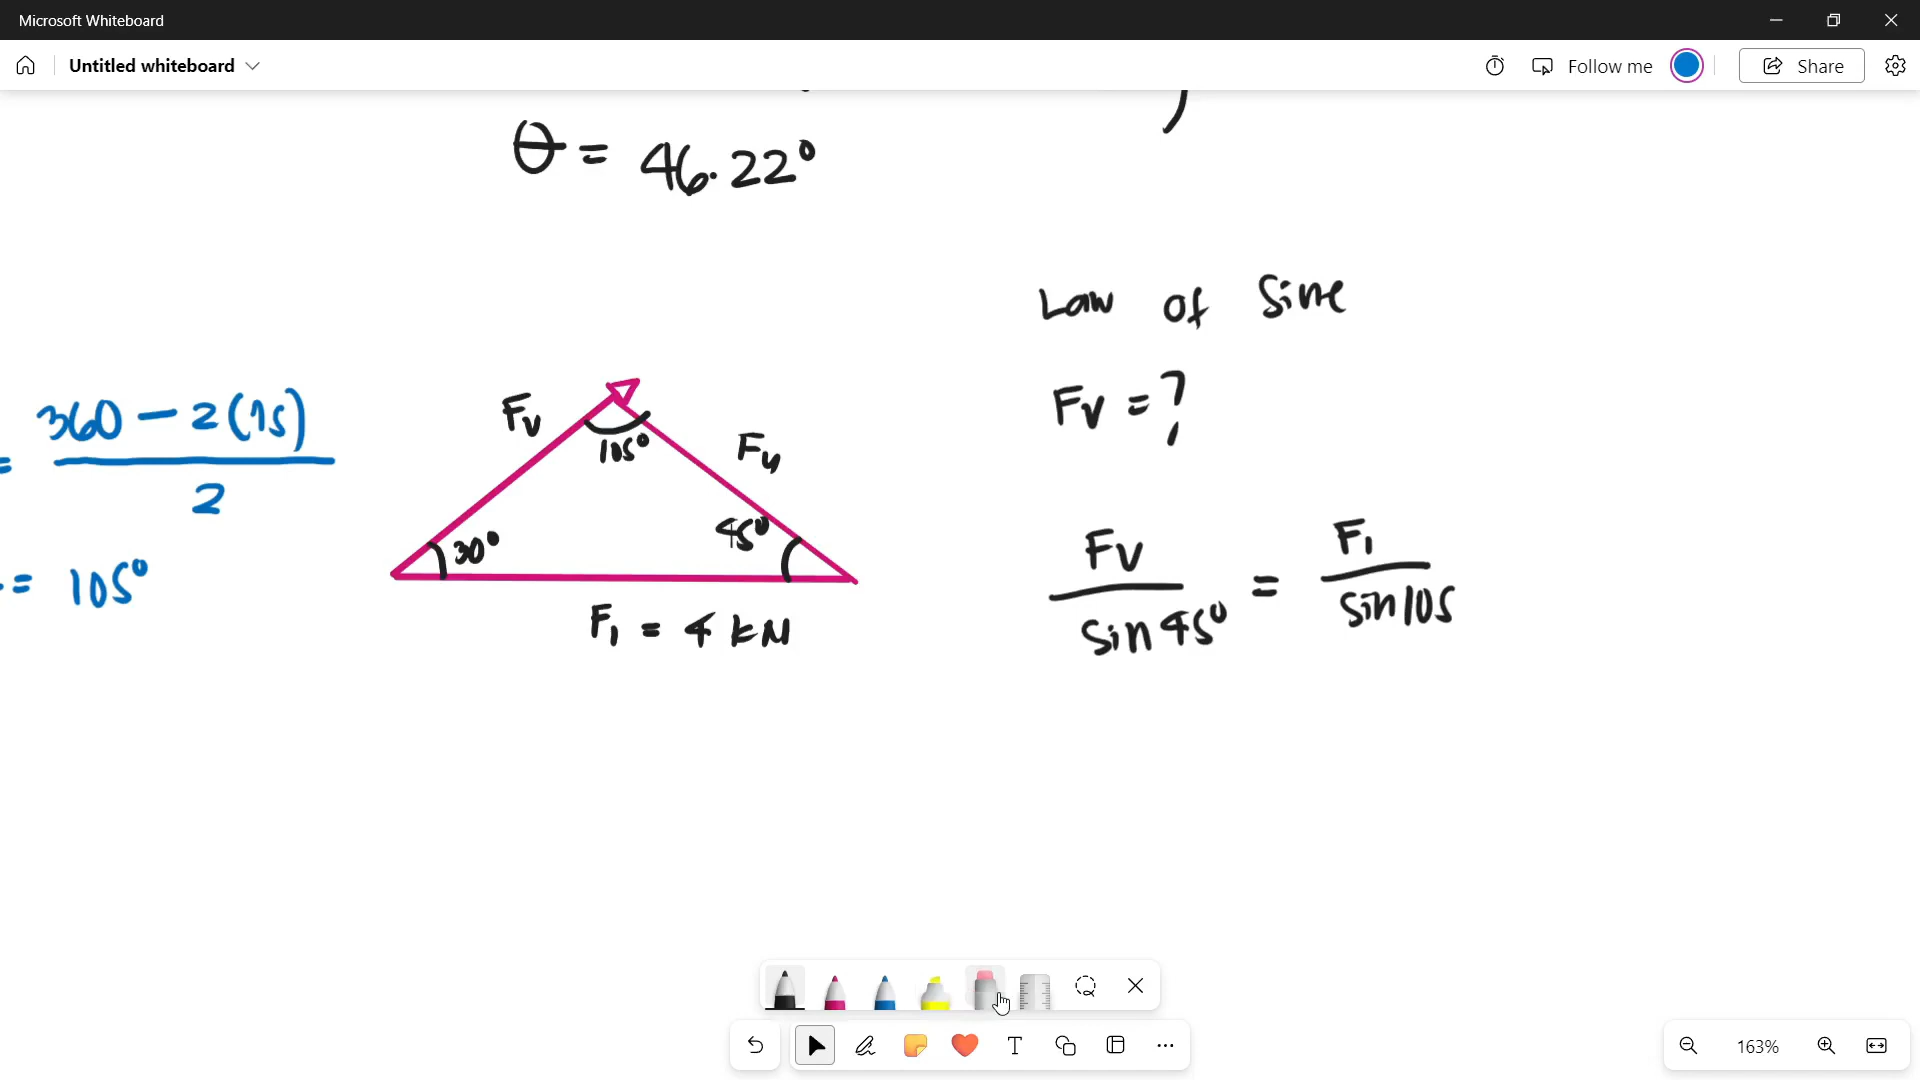 Microsoft Whiteboard
Untitled whiteboard
Follow me
Share
θ = 46.22°
Law of Sine
Fv = ?
= 360 - 2(75)
2
= 105°
Fv
105°
Fu
30°
45°
F₁ = 4 kN
Fv = F₁
sin 45° sin 105
163%